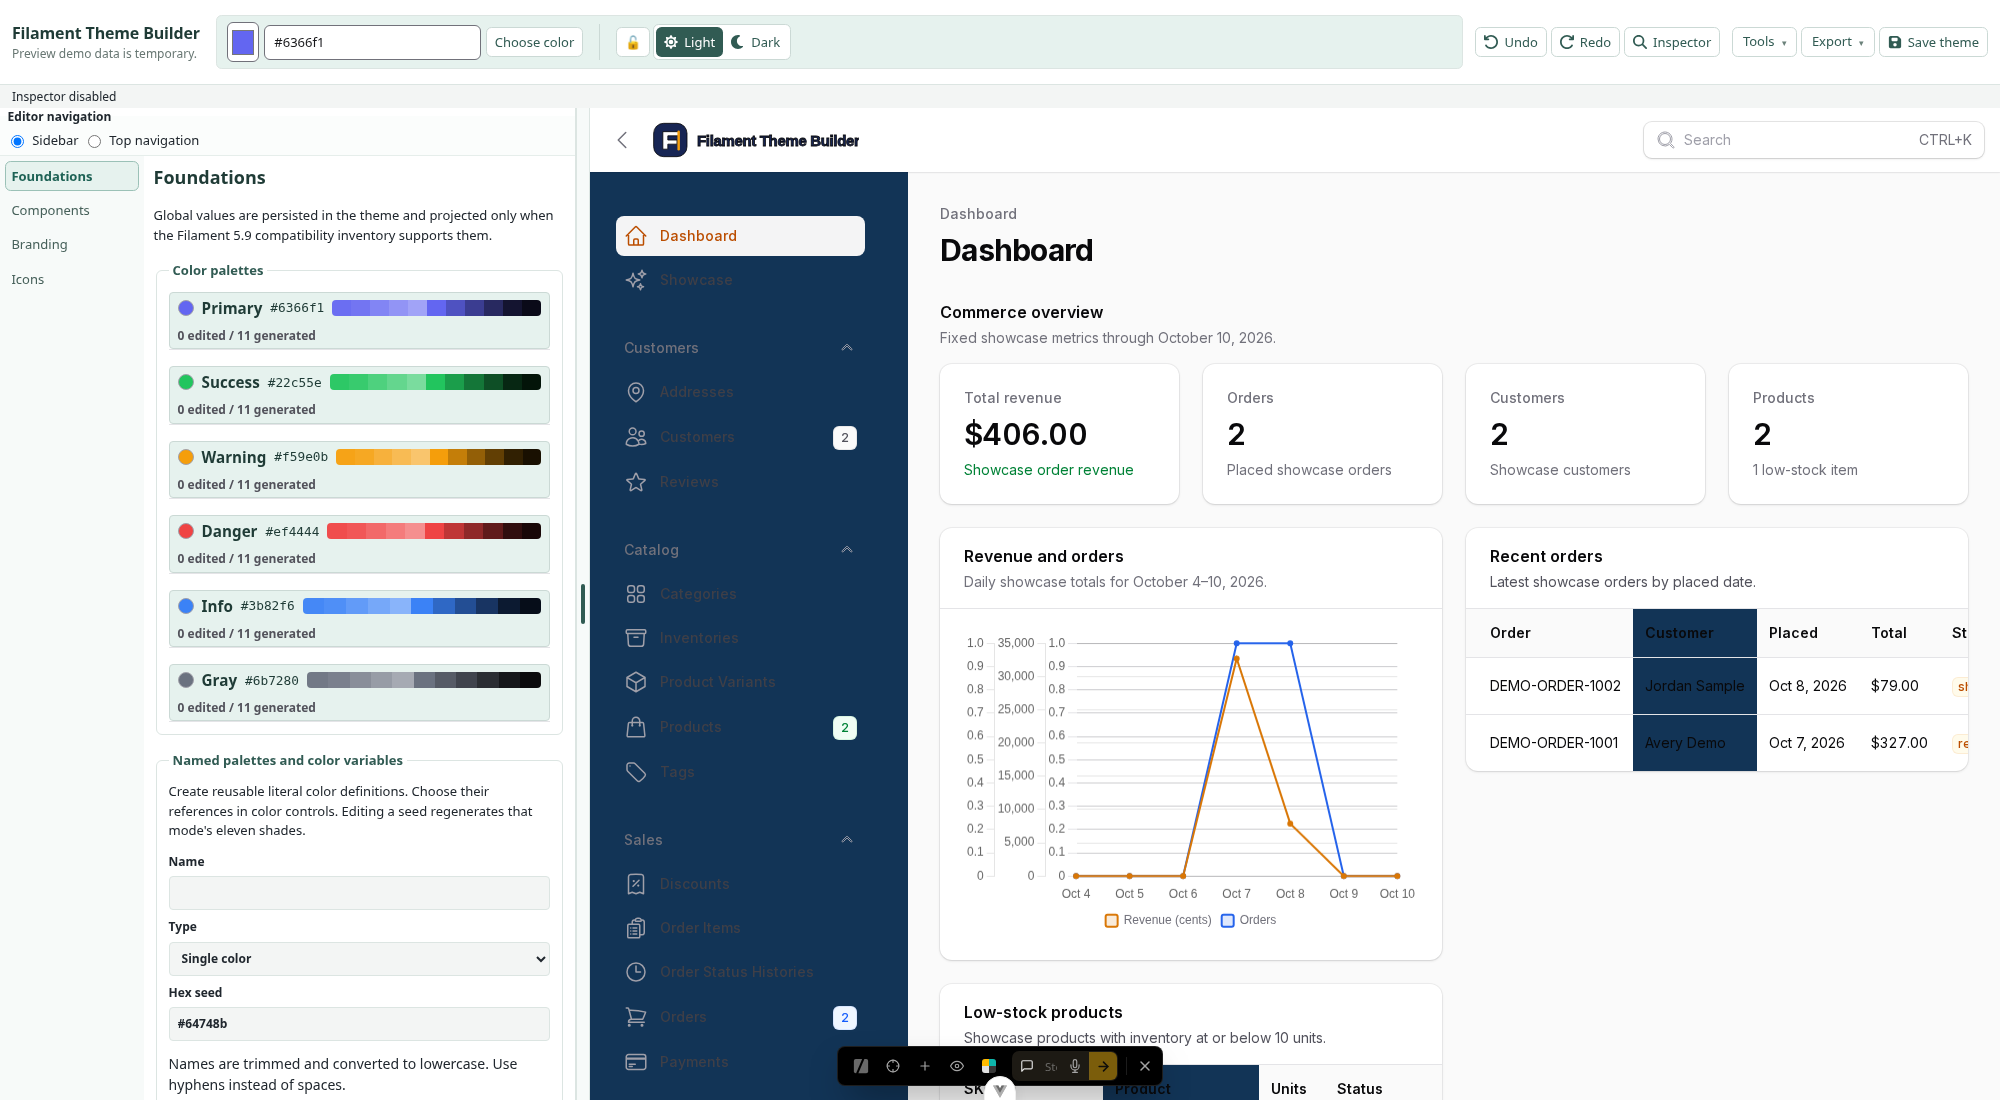 Filament Theme Builder
Preview demo data is temporary.
#6366f1
Choose color
Light
Dark
Undo
Redo
Inspector
Tools
Export
Save theme
Inspector disabled
Editor navigation
Sidebar
Top navigation
Foundations
Components
Branding
Icons
Foundations
Global values are persisted in the theme and projected only when
the Filament 5.9 compatibility inventory supports them.
Color palettes
Primary #6366f1
0 edited / 11 generated
Success #22c55e
0 edited / 11 generated
Warning #f59e0b
0 edited / 11 generated
Danger #ef4444
0 edited / 11 generated
Info #3b82f6
0 edited / 11 generated
Gray #6b7280
0 edited / 11 generated
Named palettes and color variables
Create reusable literal color definitions. Choose their
references in color controls. Editing a seed regenerates that
mode's eleven shades.
Name
Type
Single color
Hex seed
#64748b
Names are trimmed and converted to lowercase. Use
hyphens instead of spaces.
Filament Theme Builder
Search
CTRL+K
Dashboard
Showcase
Customers
Addresses
Customers 2
Reviews
Catalog
Categories
Inventories
Product Variants
Products 2
Tags
Sales
Discounts
Order Items
Order Status Histories
Orders 2
Payments
Dashboard
Dashboard
Commerce overview
Fixed showcase metrics through October 10, 2026.
Total revenue
$406.00
Showcase order revenue
Orders
2
Placed showcase orders
Customers
2
Showcase customers
Products
2
1 low-stock item
Revenue and orders
Daily showcase totals for October 4–10, 2026.
1.0 35,000 1.0
0.9 0.9
30,000
0.8 0.8
25,000
0.7 0.7
0.6 20,000 0.6
0.5 0.5
15,000
0.4 0.4
0.3 10,000 0.3
0.2 0.2
5,000
0.1 0.1
0 0 0
Oct 4 Oct 5 Oct 6 Oct 7 Oct 8 Oct 9 Oct 10
Revenue (cents) Orders
Recent orders
Latest showcase orders by placed date.
Order Customer Placed Total St
DEMO-ORDER-1002 Jordan Sample Oct 8, 2026 $79.00 sh
DEMO-ORDER-1001 Avery Demo Oct 7, 2026 $327.00 re
Low-stock products
Showcase products with inventory at or below 10 units.
SK Product Units Status